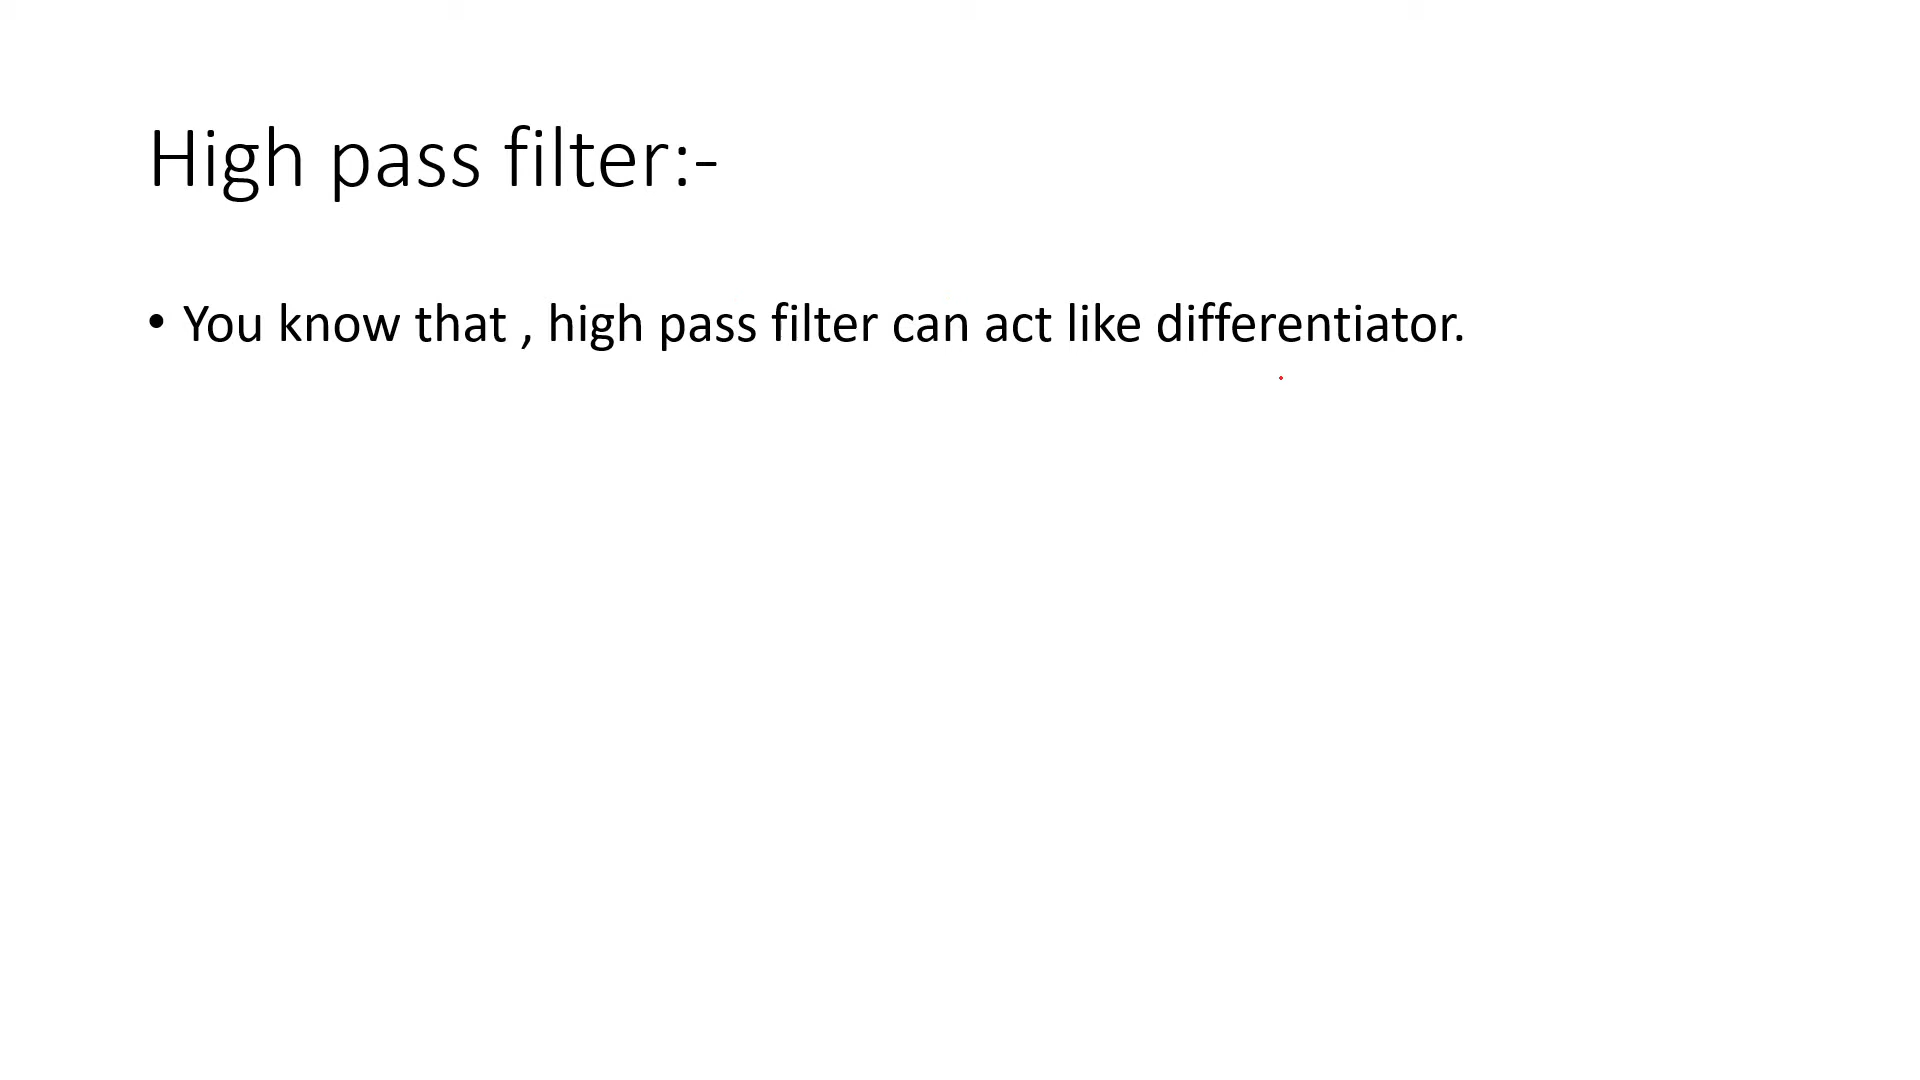 High pass filter:-
• You know that , high pass filter can act like differentiator.